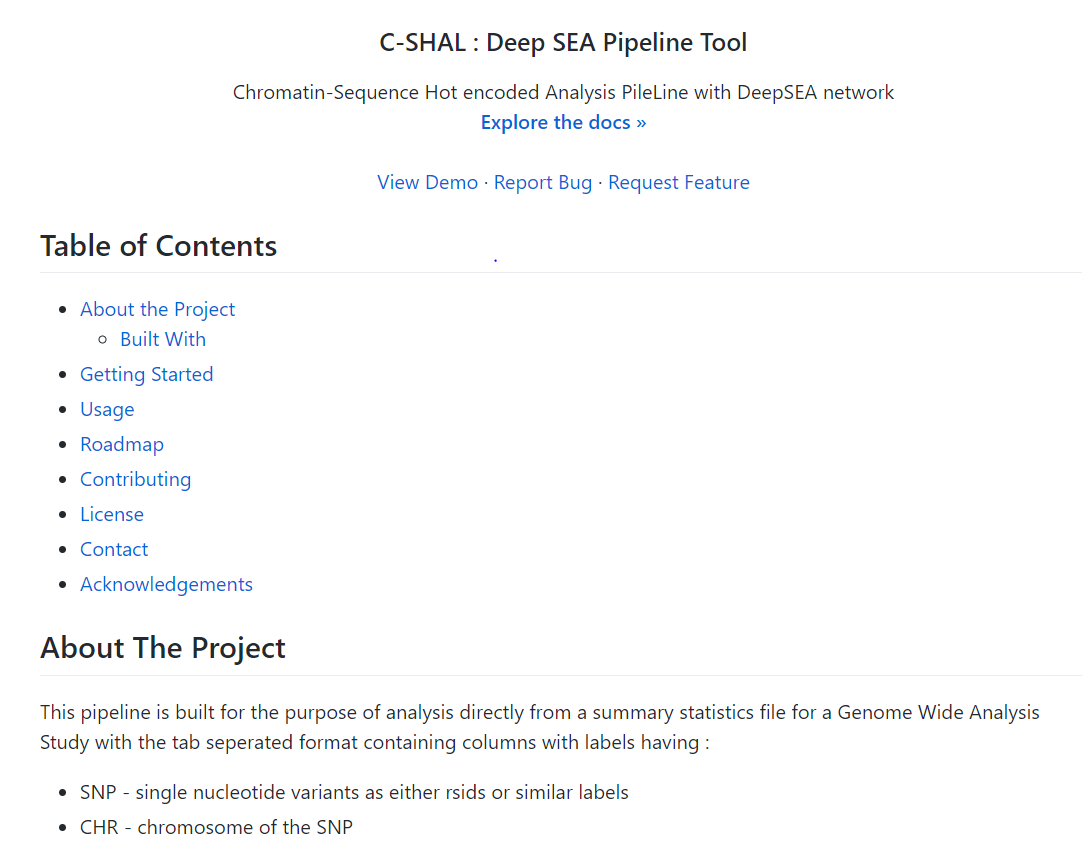 C-SHAL : Deep SEA Pipeline Tool
Chromatin-Sequence Hot encoded Analysis PileLine with DeepSEA network
Explore the docs »
View Demo · Report Bug · Request Feature
Table of Contents
About the Project
Built With
Getting Started
Usage
Roadmap
Contributing
License
Contact
Acknowledgements
About The Project
This pipeline is built for the purpose of analysis directly from a summary statistics file for a Genome Wide Analysis
Study with the tab seperated format containing columns with labels having :
SNP - single nucleotide variants as either rsids or similar labels
CHR - chromosome of the SNP